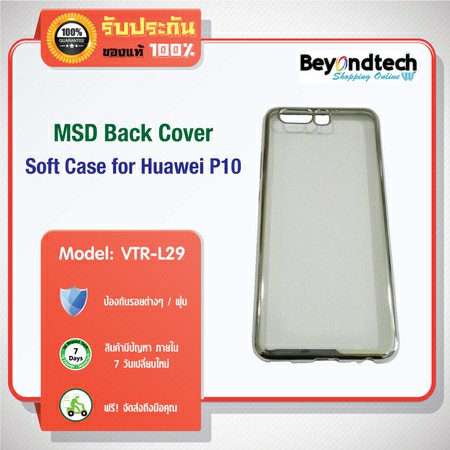 100%
GUARANTEE
รับประกัน
ของแท้ 100%
Beyondtech
Shopping Online
MSD Back Cover
Soft Case for Huawei P10
Model: VTR-L29
ป้องกันรอยต่างๆ / ฝุ่น
7
Days
สินค้ามีปัญหา ภายใน
7 วันเปลี่ยนใหม่
ฟรี! จัดส่งถึงมือคุณ